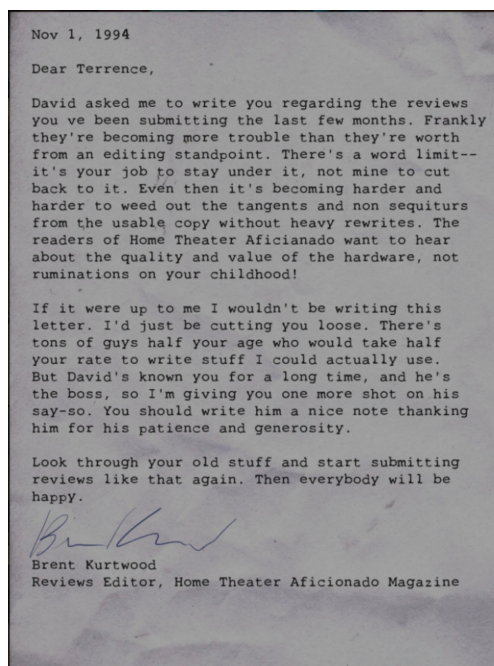 Nov 1, 1994
Dear Terrence,
David asked me to write you regarding the reviews
you ve been submitting the last few months. Frankly
they're becoming more trouble than they're worth
from an editing standpoint. There's a word limit--
it's your job to stay under it, not mine to cut
back to it. Even then it's becoming harder and
harder to weed out the tangents and non sequiturs
from the usable copy without heavy rewrites. The
readers of Home Theater Aficianado want to hear
about the quality and value of the hardware, not
ruminations on your childhood!
If it were up to me I wouldn't be writing this
letter. I'd just be cutting you loose. There's
tons of guys half your age who would take half
your rate to write stuff I could actually use.
But David's known you for a long time, and he's
the boss, so I'm giving you one more shot on his
say-so. You should write him a nice note thanking
him for his patience and generosity.
Look through your old stuff and start submitting
reviews like that again. Then everybody will be
happy.
Brent Kurtwood
Reviews Editor, Home Theater Aficionado Magazine